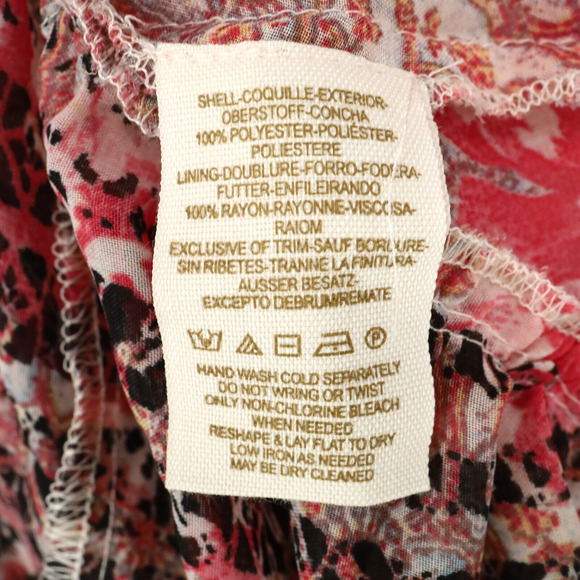 SHELL-COQUILLE-EXTERIOR-
OBERSTOFF-CONCHA
100% POLYESTER-POLIÉSTER-
POLIESTERE
LINING-DOUBLURE-FORRO-FODERA-
FUTTER-ENFILEIRANDO
100% RAYON-RAYONNE-VISCOSA-
RAIOM
EXCLUSIVE OF TRIM-SAUF BORDURE-
SIN RIBETES-TRANNE LA FINITURA-
AUSSER BESATZ-
EXCEPTO DEBRUM/REMATE
P
HAND WASH COLD SEPARATELY
DO NOT WRING OR TWIST
ONLY NON-CHLORINE BLEACH
WHEN NEEDED
RESHAPE & LAY FLAT TO DRY
LOW IRON AS NEEDED
MAY BE DRY CLEANED